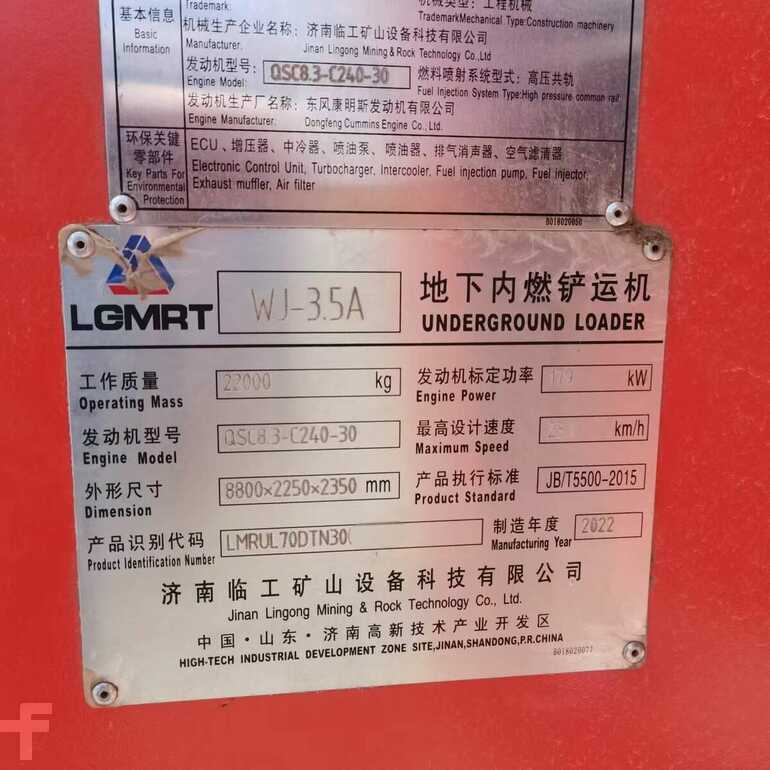 基本信息
Basic
Information
Trademark:
机械类型：工程机械
TrademarkMechanical Type:Construction machinery
机械生产企业名称：济南临工矿山设备科技有限公司
Manufacturer: Jinan Lingong Mining & Rock Technology Co.,Ltd
发动机型号: QSC8.3-C240-30 燃料喷射系统型式：高压共轨
Engine Model: Fuel Injection System Type:High pressure common rail
发动机生产厂名称：东风康明斯发动机有限公司
Engine Manufacturer: Dongfeng Cummins Engine Co., Ltd.
环保关键
零部件
Key Parts For
Environmental
Protection
ECU、增压器、中冷器、喷油泵、喷油器、排气消声器、空气滤清器
Electronic Control Unit, Turbocharger, Intercooler, Fuel injection pump, Fuel injector,
Exhaust muffler, Air filter
8018020050
LGMRT
WJ-3.5A
地下内燃铲运机
UNDERGROUND LOADER
工作质量 22000 kg
Operating Mass
发动机标定功率 179 kW
Engine Power
发动机型号 QSC8.3-C240-30
Engine Model
最高设计速度 km/h
Maximum Speed
外形尺寸 8800×2250×2350 mm
Dimension
产品执行标准 JB/T5500-2015
Product Standard
产品识别代码 LMRUL70DTN30
Product Identification Number
制造年度 2022
Manufacturing Year
济南临工矿山设备科技有限公司
Jinan Lingong Mining & Rock Technology Co., Ltd.
中国·山东·济南高新技术产业开发区
HIGH-TECH INDUSTRIAL DEVELOPMENT ZONE SITE,JINAN,SHANDONG,P.R.CHINA
8018020077
f